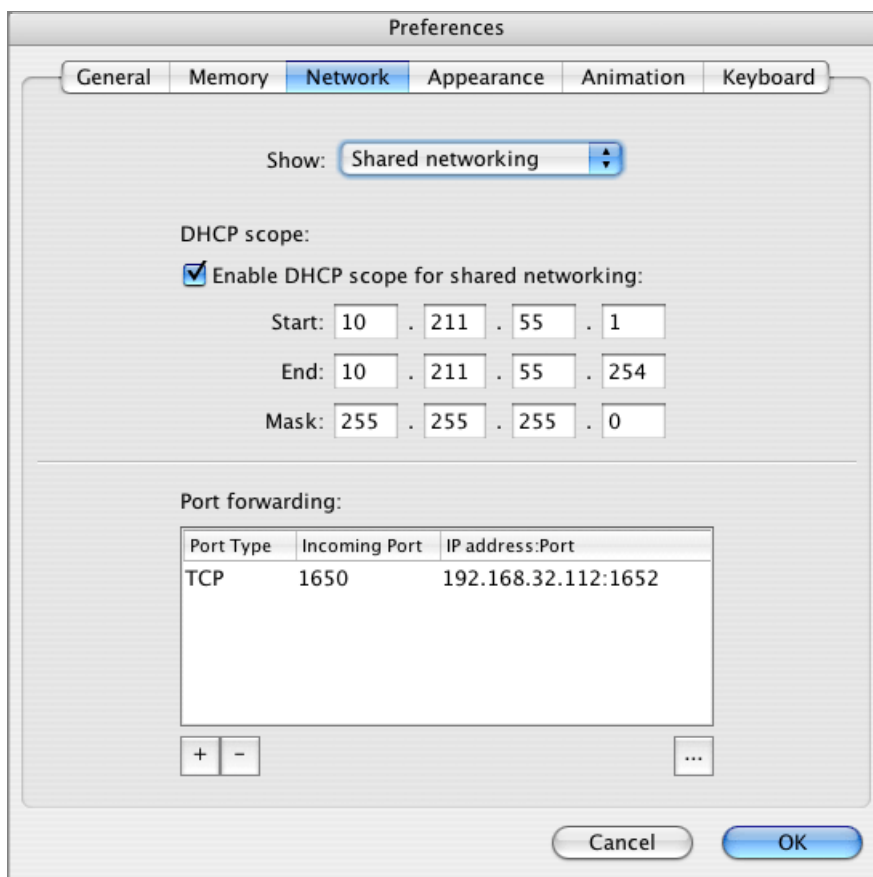 Preferences
General Memory Network Appearance Animation Keyboard
Show: Shared networking
DHCP scope:
Enable DHCP scope for shared networking:
Start: 10 . 211 . 55 . 1
End: 10 . 211 . 55 . 254
Mask: 255 . 255 . 255 . 0
Port forwarding:
Port Type Incoming Port IP address:Port
TCP 1650 192.168.32.112:1652
+ - ...
Cancel OK